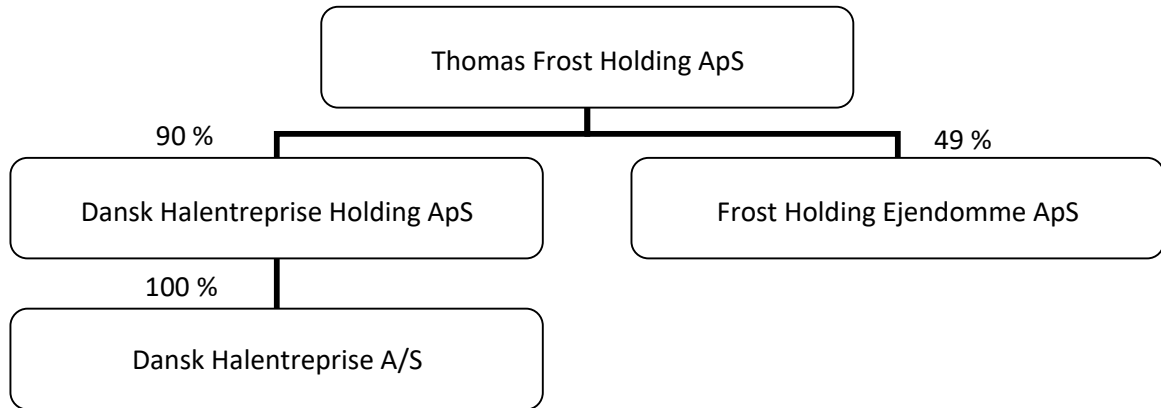 Thomas Frost Holding ApS
90 %
49 %
Dansk Halentreprise Holding ApS
Frost Holding Ejendomme ApS
100 %
Dansk Halentreprise A/S